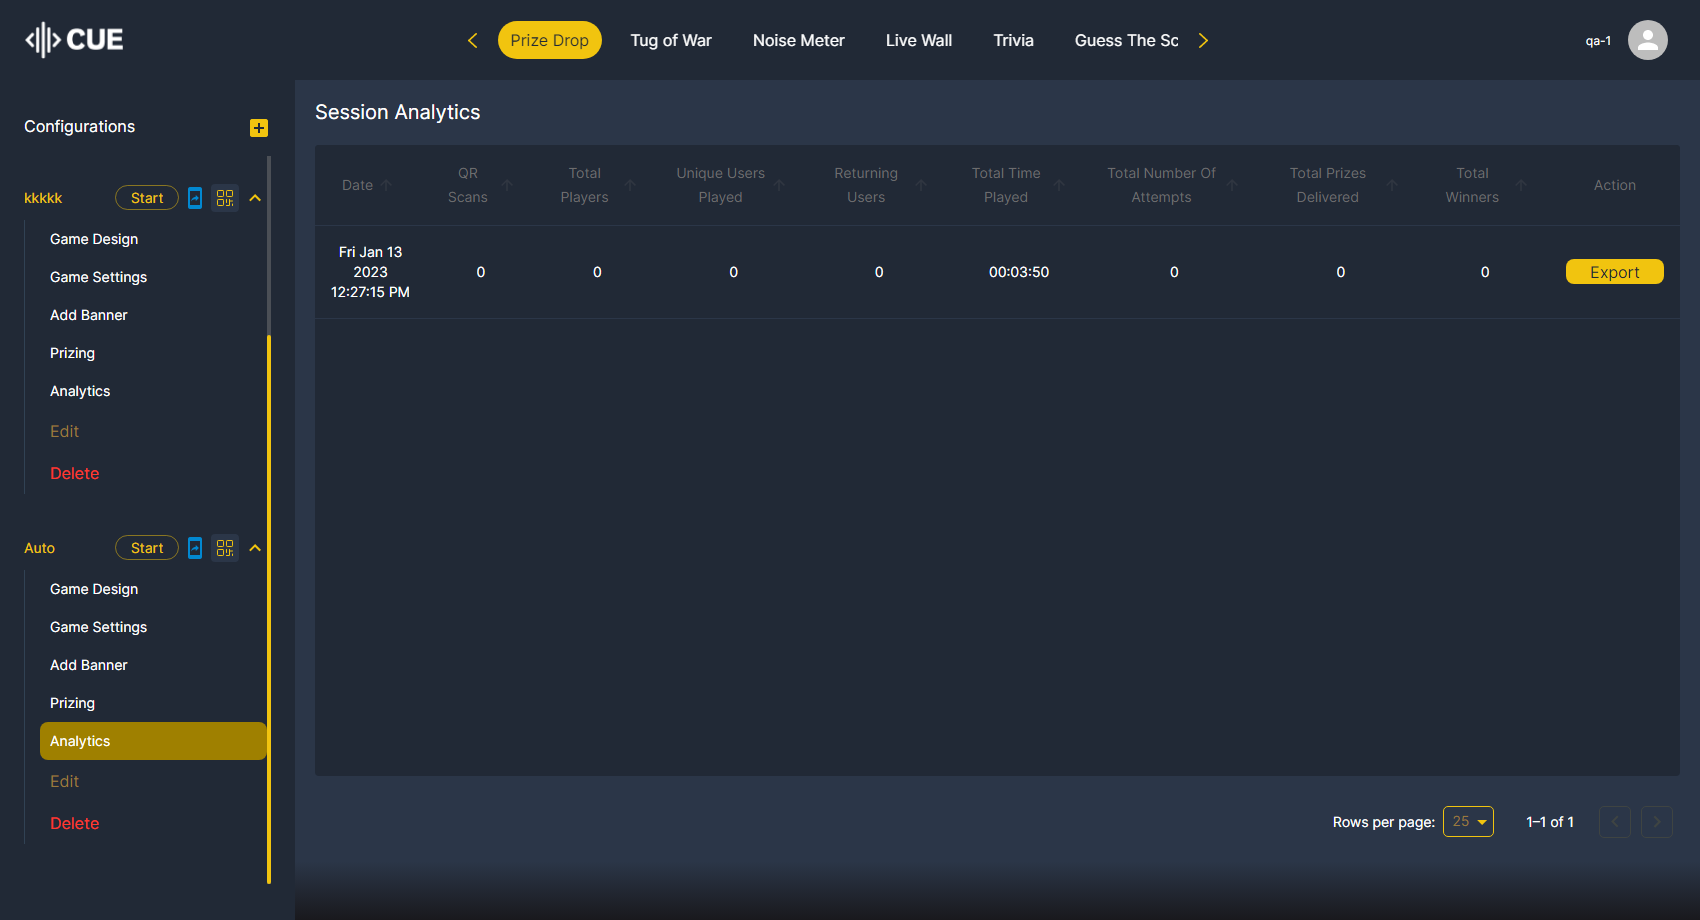 CUE
Prize Drop
Tug of War
Noise Meter
Live Wall
Trivia
Guess The Sc
qa-1
Configurations
kkkkk
Start
Game Design
Game Settings
Add Banner
Prizing
Analytics
Edit
Delete
Auto
Start
Game Design
Game Settings
Add Banner
Prizing
Analytics
Edit
Delete
Session Analytics
Date
QR
Scans
Total
Players
Unique Users
Played
Returning
Users
Total Time
Played
Total Number Of
Attempts
Total Prizes
Delivered
Total
Winners
Action
Fri Jan 13
2023
12:27:15 PM
0
0
0
0
00:03:50
0
0
0
Export
Rows per page:
25
1–1 of 1